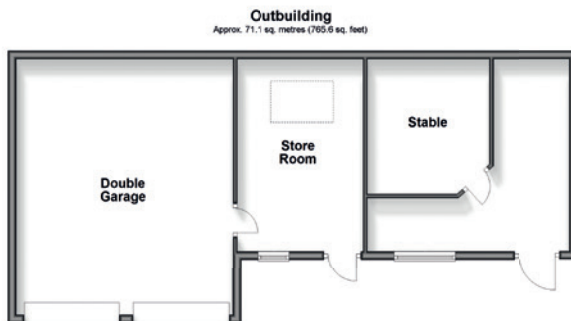 Outbuilding
Approx. 71.1 sq. metres (765.6 sq. feet)
Double
Garage
Store
Room
Stable